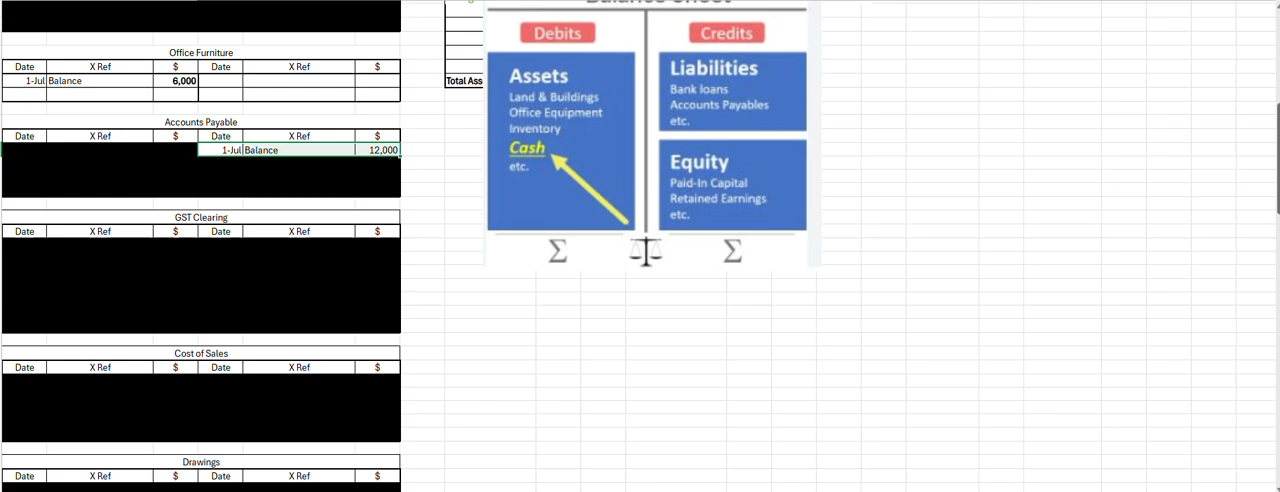 Office Furniture
Date X Ref $ Date X Ref $
1-Jul Balance 6,000
Accounts Payable
Date X Ref $ Date X Ref $
1-Jul Balance 12,000
GST Clearing
Date X Ref $ Date X Ref $
Cost of Sales
Date X Ref $ Date X Ref $
Drawings
Date X Ref $ Date X Ref $
Total Ass
Balance Sheet
Debits
Credits
Assets
Land & Buildings
Office Equipment
Inventory
Cash
etc.
Liabilities
Bank loans
Accounts Payables
etc.
Equity
Paid-In Capital
Retained Earnings
etc.
Σ
Σ